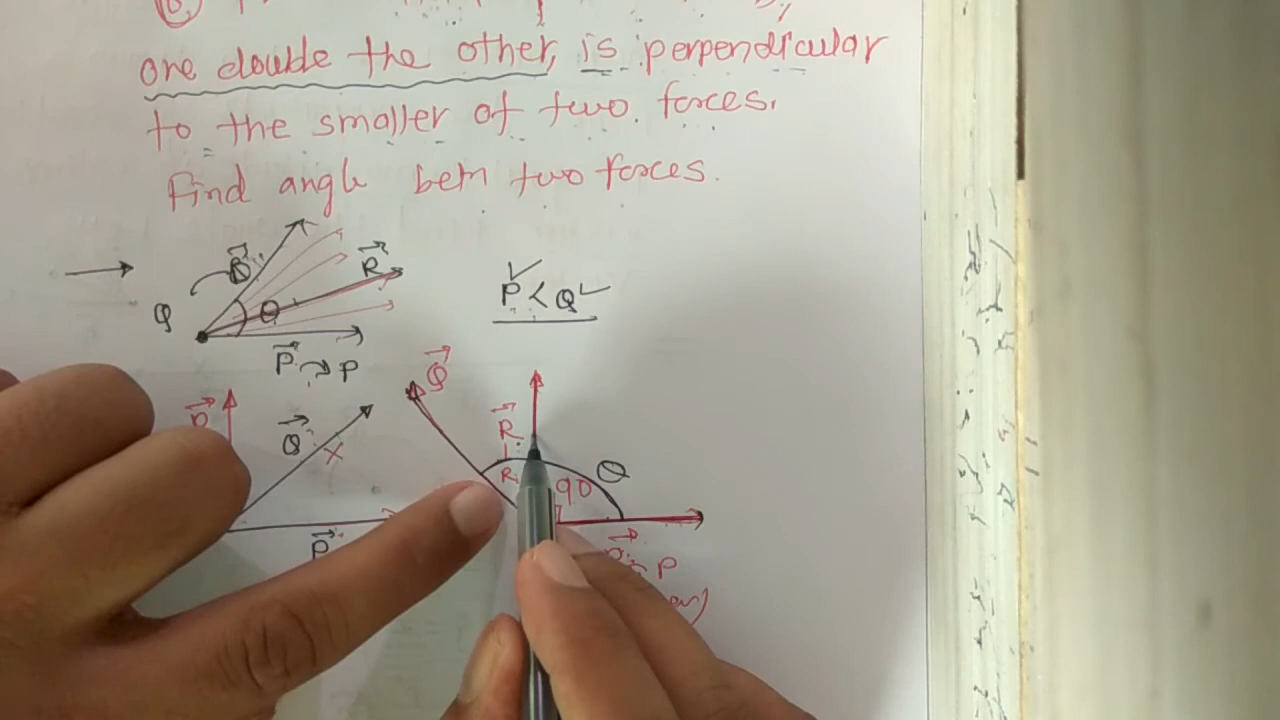 one double the other, is perpendicular
to the smaller of two forces.
Find angle betn two forces.
Q
R
Q θ
P → P
P < Q
Q
R
Q
R
θ
R
90
P
P